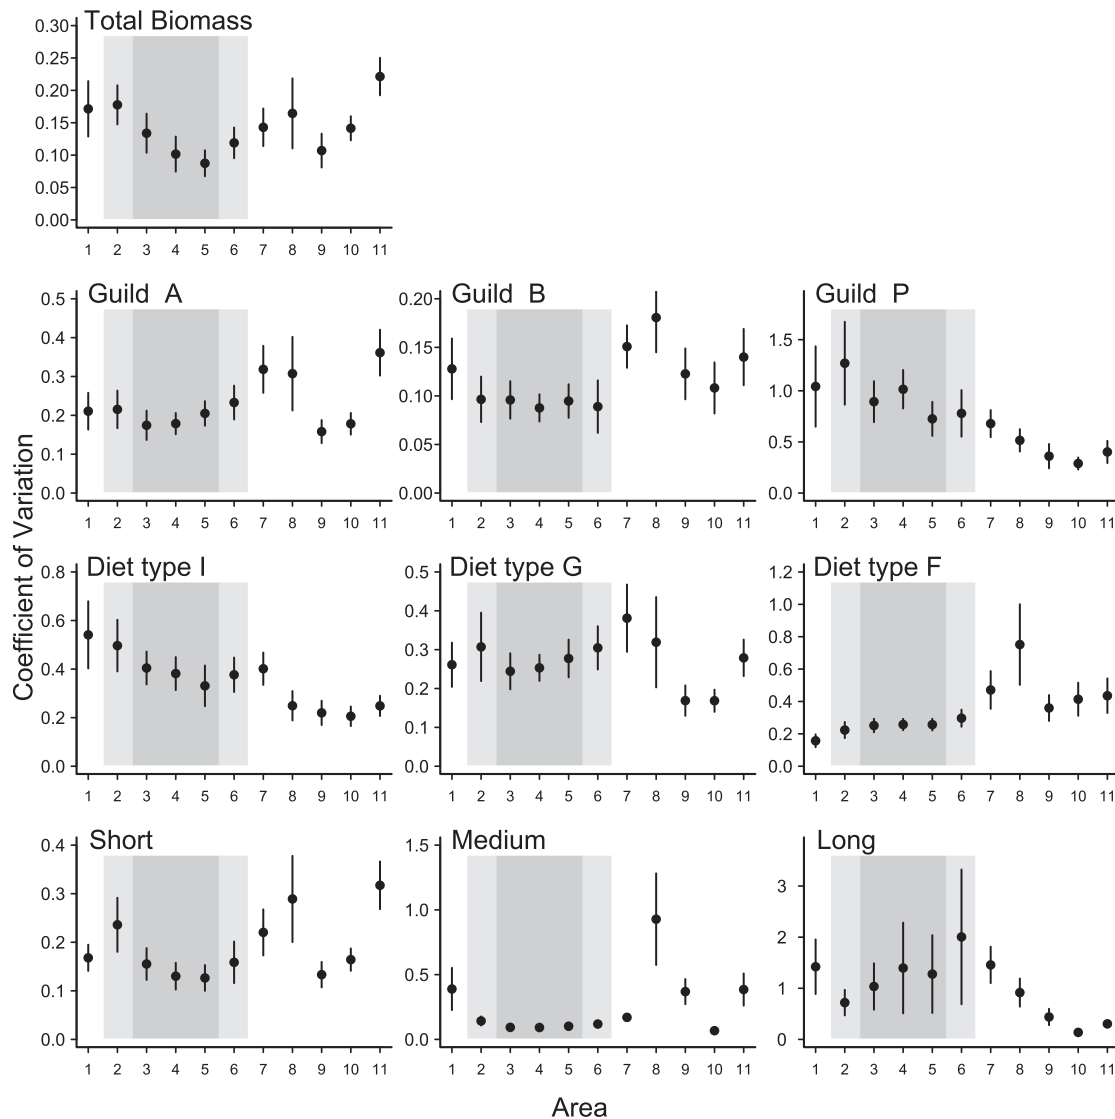 Total Biomass
0.30
0.25
0.20
0.15
0.10
0.05
0.00
1 2 3 4 5 6 7 8 9 10 11
Guild A
0.5
0.4
0.3
0.2
0.1
0.0
1 2 3 4 5 6 7 8 9 10 11
Guild B
0.20
0.15
0.10
0.05
0.00
1 2 3 4 5 6 7 8 9 10 11
Guild P
1.5
1.0
0.5
0.0
1 2 3 4 5 6 7 8 9 10 11
Coefficient of Variation
Diet type I
0.8
0.6
0.4
0.2
0.0
1 2 3 4 5 6 7 8 9 10 11
Diet type G
0.5
0.4
0.3
0.2
0.1
0.0
1 2 3 4 5 6 7 8 9 10 11
Diet type F
1.2
1.0
0.8
0.6
0.4
0.2
0.0
1 2 3 4 5 6 7 8 9 10 11
Short
0.4
0.3
0.2
0.1
0.0
1 2 3 4 5 6 7 8 9 10 11
Medium
1.5
1.0
0.5
0.0
1 2 3 4 5 6 7 8 9 10 11
Long
3
2
1
0
1 2 3 4 5 6 7 8 9 10 11
Area